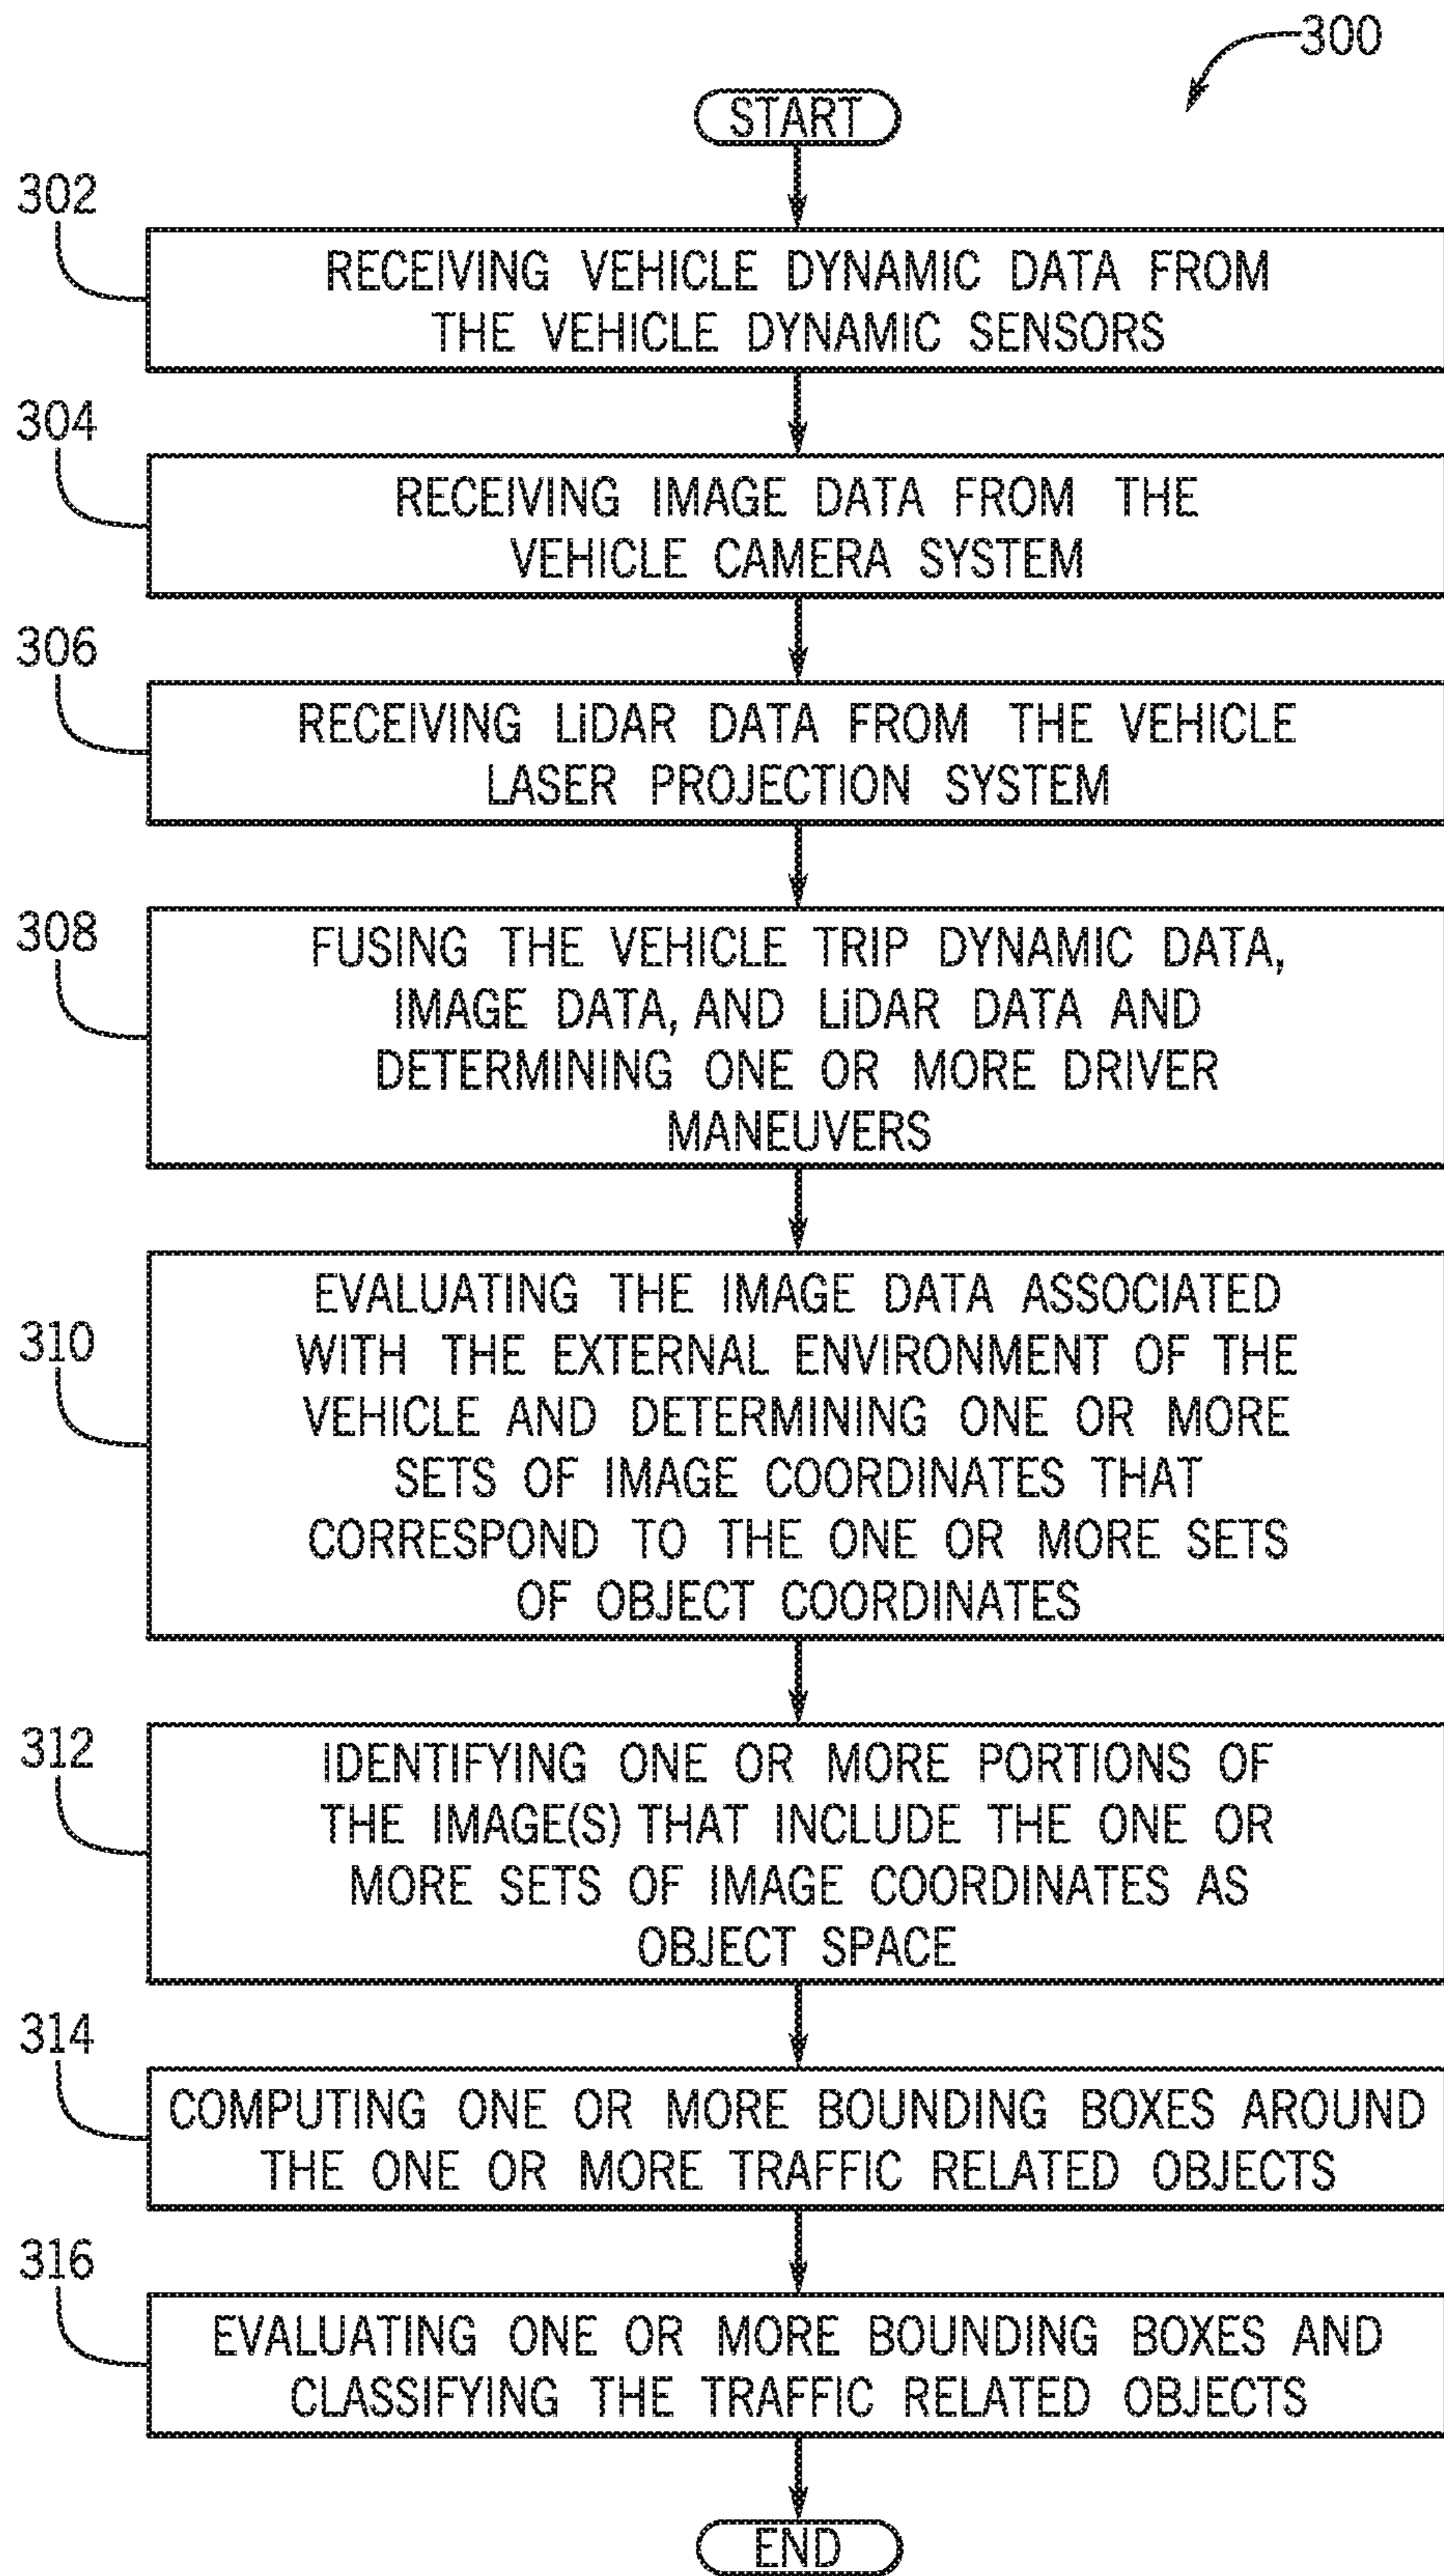 300
START
302
RECEIVING VEHICLE DYNAMIC DATA FROM
THE VEHICLE DYNAMIC SENSORS
304
RECEIVING IMAGE DATA FROM THE
VEHICLE CAMERA SYSTEM
306
RECEIVING LiDAR DATA FROM THE VEHICLE
LASER PROJECTION SYSTEM
308
FUSING THE VEHICLE TRIP DYNAMIC DATA,
IMAGE DATA, AND LiDAR DATA AND
DETERMINING ONE OR MORE DRIVER
MANEUVERS
310
EVALUATING THE IMAGE DATA ASSOCIATED
WITH THE EXTERNAL ENVIRONMENT OF THE
VEHICLE AND DETERMINING ONE OR MORE
SETS OF IMAGE COORDINATES THAT
CORRESPOND TO THE ONE OR MORE SETS
OF OBJECT COORDINATES
312
IDENTIFYING ONE OR MORE PORTIONS OF
THE IMAGE(S) THAT INCLUDE THE ONE OR
MORE SETS OF IMAGE COORDINATES AS
OBJECT SPACE
314
COMPUTING ONE OR MORE BOUNDING BOXES AROUND
THE ONE OR MORE TRAFFIC RELATED OBJECTS
316
EVALUATING ONE OR MORE BOUNDING BOXES AND
CLASSIFYING THE TRAFFIC RELATED OBJECTS
END